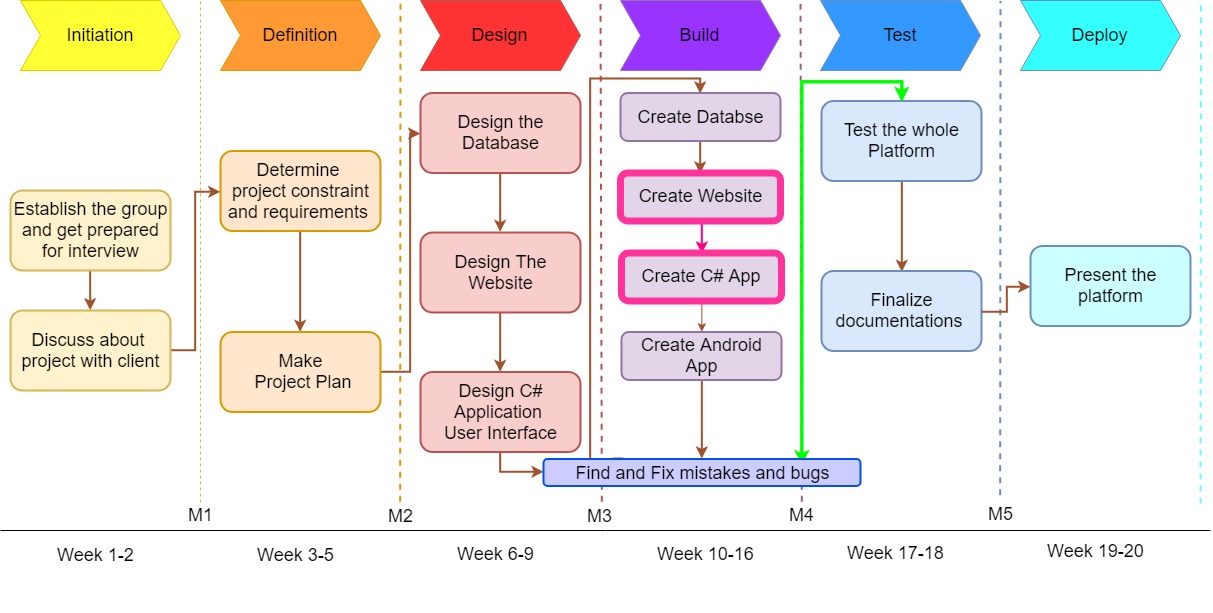 Initiation
Definition
Design
Build
Test
Deploy
Establish the group
and get prepared
for interview
Discuss about
project with client
Determine
project constraint
and requirements
Make
Project Plan
Design the
Database
Design The
Website
Design C#
Application
User Interface
Create Databse
Create Website
Create C# App
Create Android
App
Find and Fix mistakes and bugs
Test the whole
Platform
Finalize
documentations
Present the
platform
M1
M2
M3
M4
M5
Week 1-2
Week 3-5
Week 6-9
Week 10-16
Week 17-18
Week 19-20